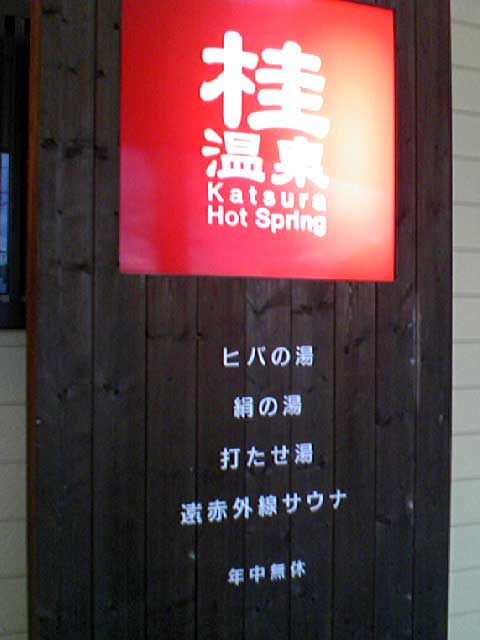 桂
温泉
Katsura
Hot Spring
ヒバの湯
絹の湯
打たせ湯
遠赤外線サウナ
年中無休